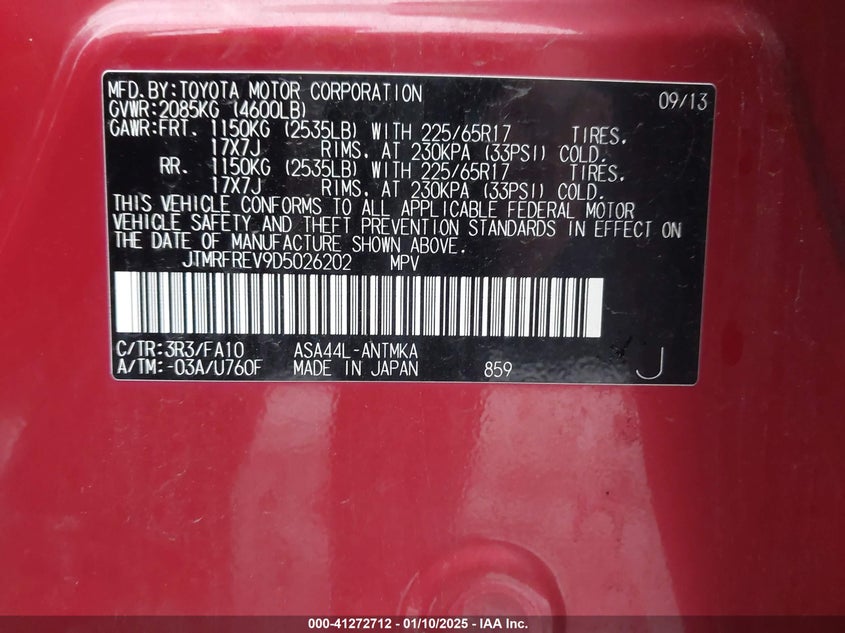 MFD. BY: TOYOTA MOTOR CORPORATION 09/13
GVWR: 2085KG (4600LB)
GAWR: FRT. 1150KG (2535LB) WITH 225/65R17 TIRES,
17X7J RIMS, AT 230KPA (33PSI) COLD.
RR. 1150KG (2535LB) WITH 225/65R17 TIRES,
17X7J RIMS, AT 230KPA (33PSI) COLD.
THIS VEHICLE CONFORMS TO ALL APPLICABLE FEDERAL MOTOR
VEHICLE SAFETY AND THEFT PREVENTION STANDARDS IN EFFECT ON
THE DATE OF MANUFACTURE SHOWN ABOVE.
JTMRFREV9D5026202 MPV
C/TR: 3R3/FA10 ASA44L-ANTMKA
A/TM: -03A/U760F MADE IN JAPAN 859 J
000-41272712 - 01/10/2025 - IAA Inc.